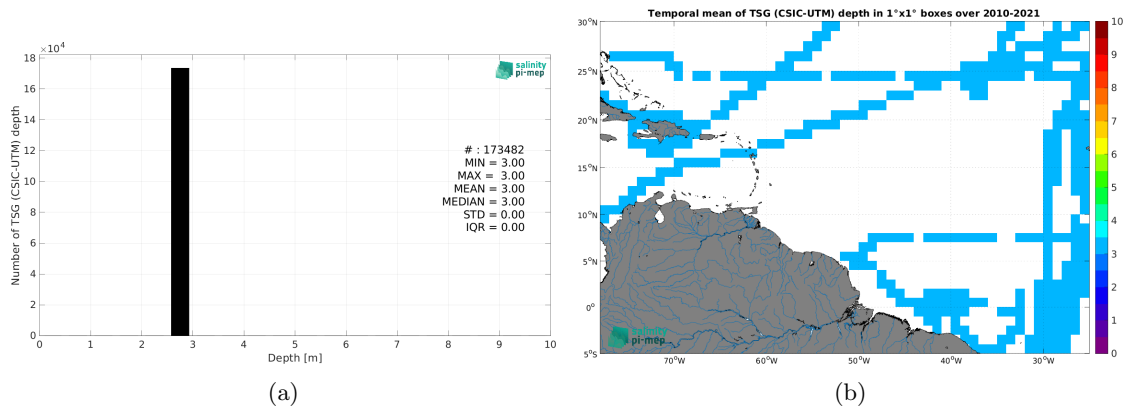 ×10⁴
18
16
14
12
10
8
6
4
2
0
Number of TSG (CSIC-UTM) depth
0 1 2 3 4 5 6 7 8 9 10
Depth [m]
salinity
pi-mep
# : 173482
MIN = 3.00
MAX = 3.00
MEAN = 3.00
MEDIAN = 3.00
STD = 0.00
IQR = 0.00
(a)
Temporal mean of TSG (CSIC-UTM) depth in 1°x1° boxes over 2010-2021
30°N
25°N
20°N
15°N
10°N
5°N
0°
5°S
70°W 60°W 50°W 40°W 30°W
salinity
pi-mep
10
9
8
7
6
5
4
3
2
1
0
(b)